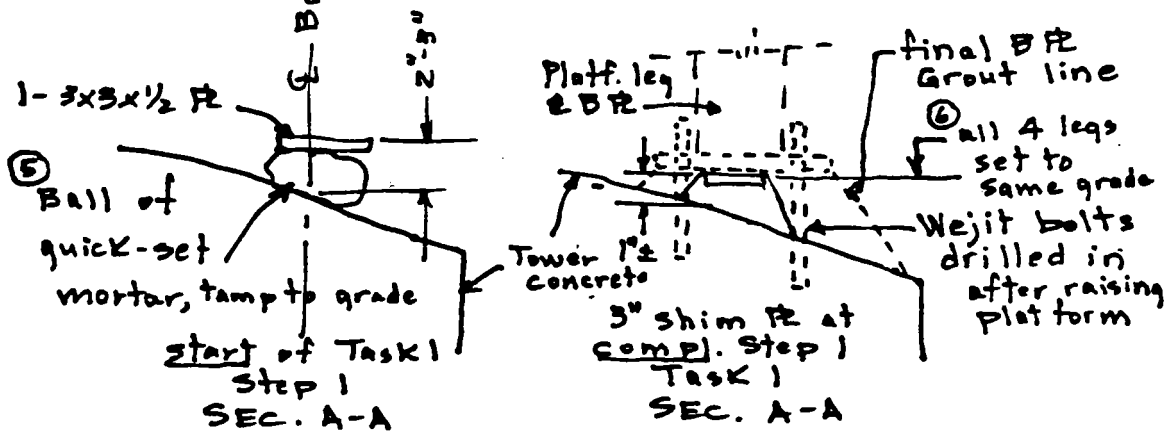 2"-3"
1-3x3x1/2 PL
⑤
Ball of
quick-set
mortar, tamp to grade
start of Task 1
Step 1
SEC. A-A
Platf. leg
& B PL
final B PL
Grout line
⑥ all 4 legs
set to
same grade
Wejit bolts
drilled in
after raising
platform
Tower
concrete
1"±
3" shim PL at
compl. Step 1
Task 1
SEC. A-A